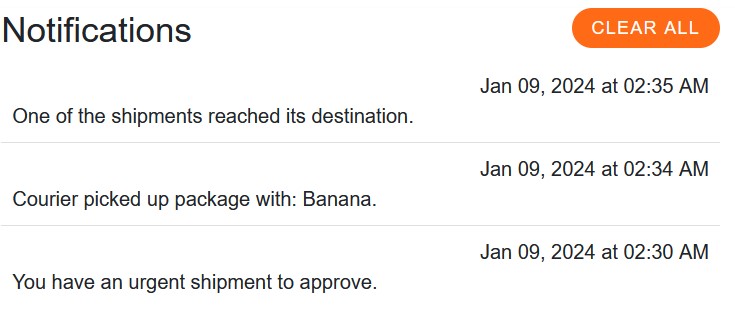 Notifications
CLEAR ALL
Jan 09, 2024 at 02:35 AM
One of the shipments reached its destination.
Jan 09, 2024 at 02:34 AM
Courier picked up package with: Banana.
Jan 09, 2024 at 02:30 AM
You have an urgent shipment to approve.